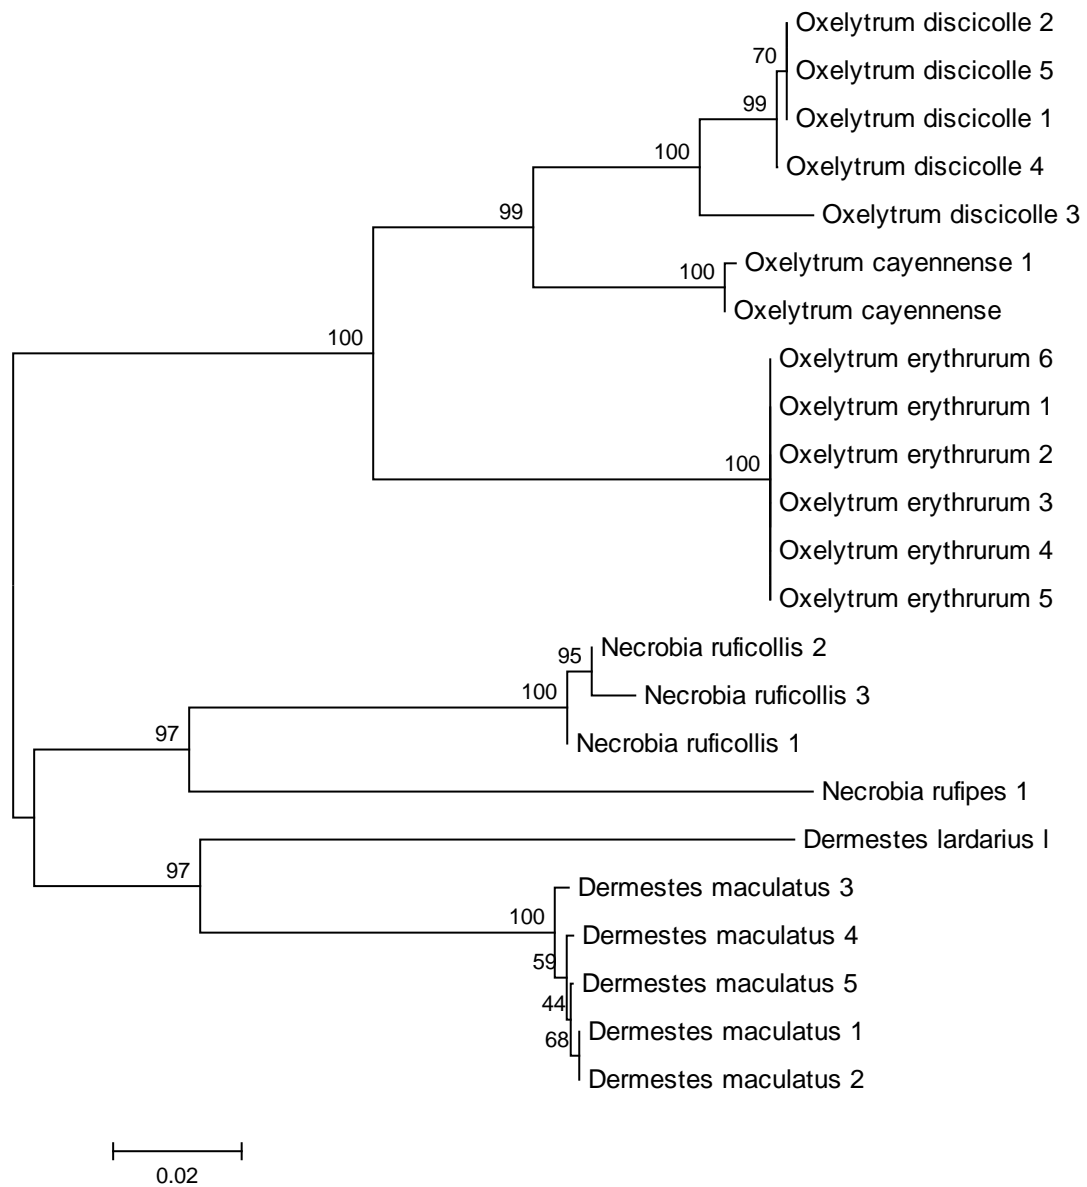 Oxelytrum discicolle 2
70
Oxelytrum discicolle 5
99
Oxelytrum discicolle 1
100
Oxelytrum discicolle 4
99
Oxelytrum discicolle 3
100
Oxelytrum cayennense 1
Oxelytrum cayennense
100
Oxelytrum erythrurum 6
Oxelytrum erythrurum 1
Oxelytrum erythrurum 2
100
Oxelytrum erythrurum 3
Oxelytrum erythrurum 4
Oxelytrum erythrurum 5
Necrobia ruficollis 2
95
Necrobia ruficollis 3
100
Necrobia ruficollis 1
97
Necrobia rufipes 1
Dermestes lardarius I
97
Dermestes maculatus 3
100
Dermestes maculatus 4
59
Dermestes maculatus 5
44
Dermestes maculatus 1
68
Dermestes maculatus 2
0.02